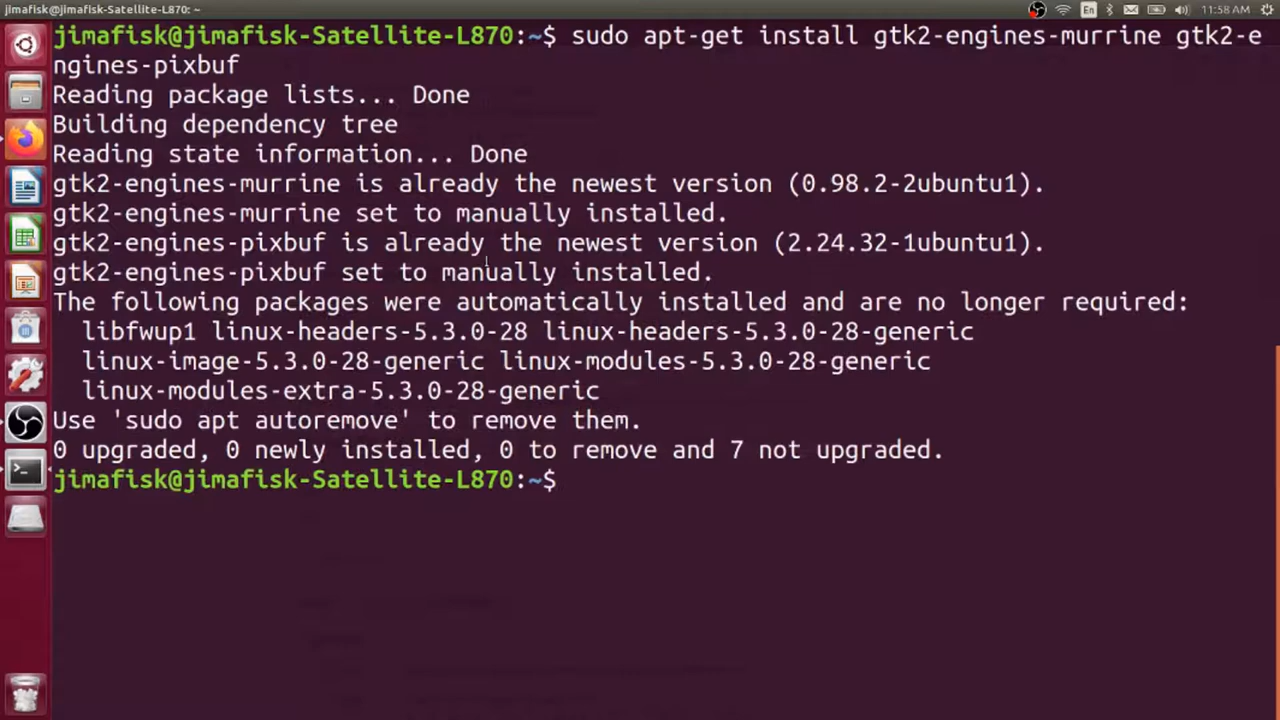 jimafisk@jimafisk-Satellite-L870: ~
En
11:58 AM
jimafisk@jimafisk-Satellite-L870:~$ sudo apt-get install gtk2-engines-murrine gtk2-e
ngines-pixbuf
Reading package lists... Done
Building dependency tree
Reading state information... Done
gtk2-engines-murrine is already the newest version (0.98.2-2ubuntu1).
gtk2-engines-murrine set to manually installed.
gtk2-engines-pixbuf is already the newest version (2.24.32-1ubuntu1).
gtk2-engines-pixbuf set to manually installed.
The following packages were automatically installed and are no longer required:
  libfwup1 linux-headers-5.3.0-28 linux-headers-5.3.0-28-generic
  linux-image-5.3.0-28-generic linux-modules-5.3.0-28-generic
  linux-modules-extra-5.3.0-28-generic
Use 'sudo apt autoremove' to remove them.
0 upgraded, 0 newly installed, 0 to remove and 7 not upgraded.
jimafisk@jimafisk-Satellite-L870:~$